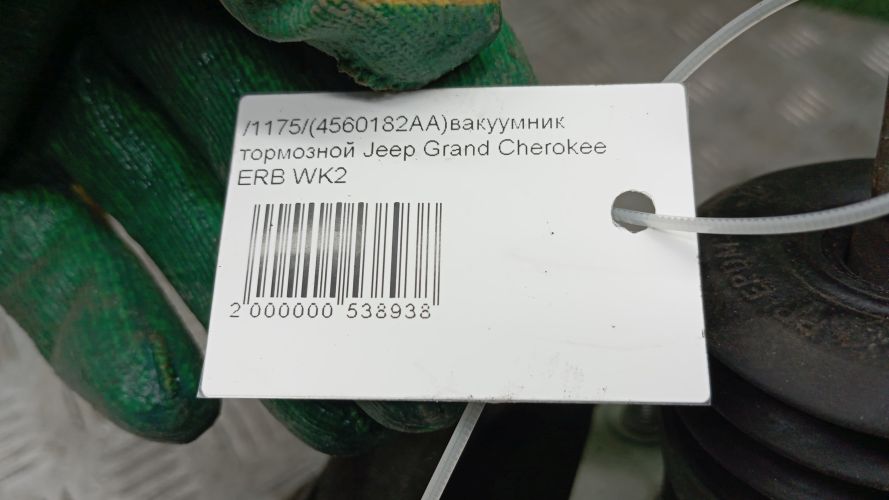 /1175/(4560182AA)вакуумник
тормозной Jeep Grand Cherokee
ERB WK2
2 000000 538938